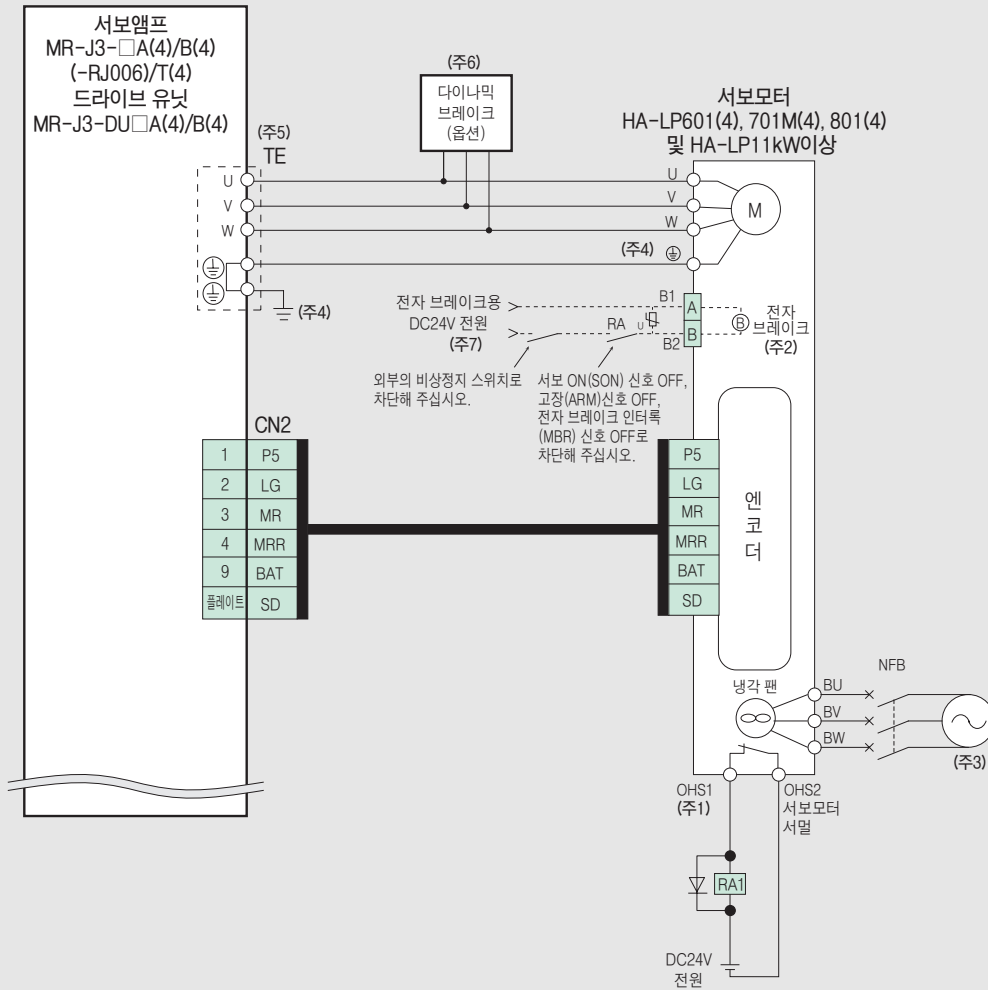 서보앰프
MR-J3-□A(4)/B(4)
(-RJ006)/T(4)
드라이브 유닛
MR-J3-DU□A(4)/B(4)
(주5)
TE
U
V
W
(주4)
(주6)
다이나믹
브레이크
(옵션)
서보모터
HA-LP601(4), 701M(4), 801(4)
및 HA-LP11kW이상
U
V
W
(주4)
M
전자 브레이크용
DC24V 전원
(주7)
RA
U
B1
B2
A
B
B
전자
브레이크
(주2)
외부의 비상정지 스위치로
차단해 주십시오.
서보 ON(SON) 신호 OFF,
고장(ARM)신호 OFF,
전자 브레이크 인터록
(MBR) 신호 OFF로
차단해 주십시오.
CN2
1 P5
2 LG
3 MR
4 MRR
9 BAT
플레이트 SD
P5
LG
MR
MRR
BAT
SD
엔코더
냉각 팬
BU
BV
BW
NFB
(주3)
OHS1
(주1)
OHS2
서보모터
서멀
RA1
DC24V
전원